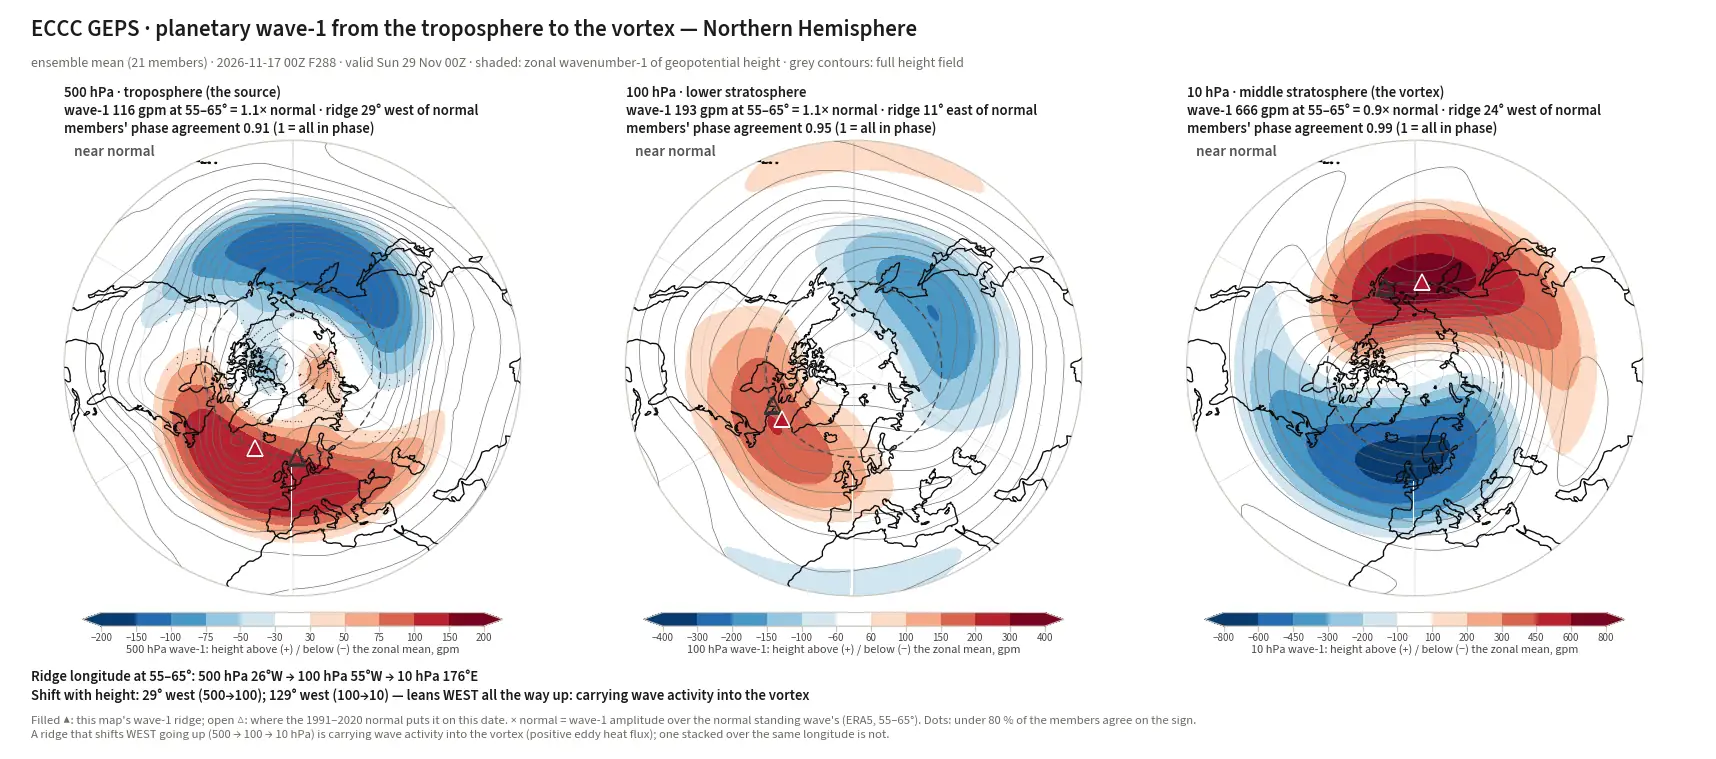 ECCC GEPS · planetary wave-1 from the troposphere to the vortex — Northern Hemisphere
ensemble mean (21 members) · 2026-11-17 00Z F288 · valid Sun 29 Nov 00Z · shaded: zonal wavenumber-1 of geopotential height · grey contours: full height field
500 hPa · troposphere (the source)
wave-1 116 gpm at 55–65° = 1.1× normal · ridge 29° west of normal
members' phase agreement 0.91 (1 = all in phase)
near normal
100 hPa · lower stratosphere
wave-1 193 gpm at 55–65° = 1.1× normal · ridge 11° east of normal
members' phase agreement 0.95 (1 = all in phase)
near normal
10 hPa · middle stratosphere (the vortex)
wave-1 666 gpm at 55–65° = 0.9× normal · ridge 24° west of normal
members' phase agreement 0.99 (1 = all in phase)
near normal
−200 −150 −100 −75 −50 −30 30 50 75 100 150 200
500 hPa wave-1: height above (+) / below (−) the zonal mean, gpm
−400 −300 −200 −150 −100 −60 60 100 150 200 300 400
100 hPa wave-1: height above (+) / below (−) the zonal mean, gpm
−800 −600 −450 −300 −200 −100 100 200 300 450 600 800
10 hPa wave-1: height above (+) / below (−) the zonal mean, gpm
Ridge longitude at 55–65°: 500 hPa 26°W → 100 hPa 55°W → 10 hPa 176°E
Shift with height: 29° west (500→100); 129° west (100→10) — leans WEST all the way up: carrying wave activity into the vortex
Filled ▲: this map's wave-1 ridge; open △: where the 1991–2020 normal puts it on this date. × normal = wave-1 amplitude over the normal standing wave's (ERA5, 55–65°). Dots: under 80 % of the members agree on the sign.
A ridge that shifts WEST going up (500 → 100 → 10 hPa) is carrying wave activity into the vortex (positive eddy heat flux); one stacked over the same longitude is not.